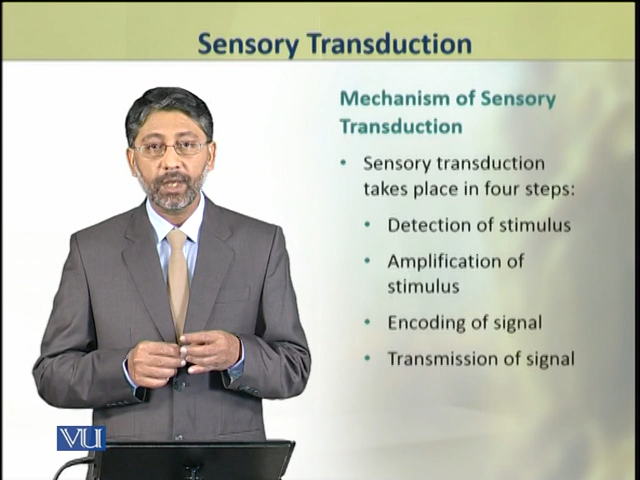 Sensory Transduction
Mechanism of Sensory
Transduction
• Sensory transduction
takes place in four steps:
• Detection of stimulus
• Amplification of
stimulus
• Encoding of signal
• Transmission of signal
VU